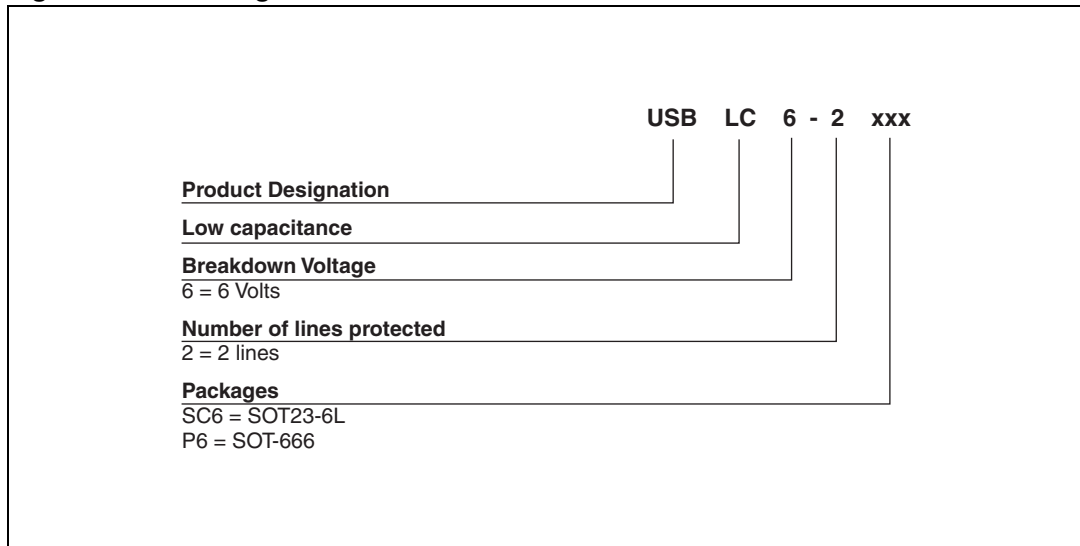 USB LC 6 - 2 xxx
Product Designation
Low capacitance
Breakdown Voltage
6 = 6 Volts
Number of lines protected
2 = 2 lines
Packages
SC6 = SOT23-6L
P6 = SOT-666